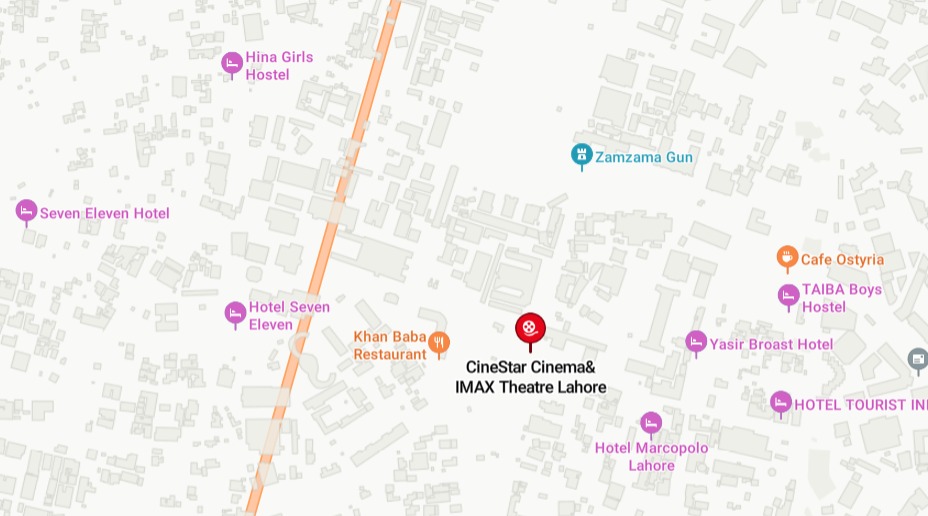 Hina Girls
Hostel
Zamzama Gun
Seven Eleven Hotel
Cafe Ostyria
TAIBA Boys
Hostel
Hotel Seven
Eleven
Khan Baba
Restaurant
Yasir Broast Hotel
CineStar Cinema&
IMAX Theatre Lahore
HOTEL TOURIST INN
Hotel Marcopolo
Lahore